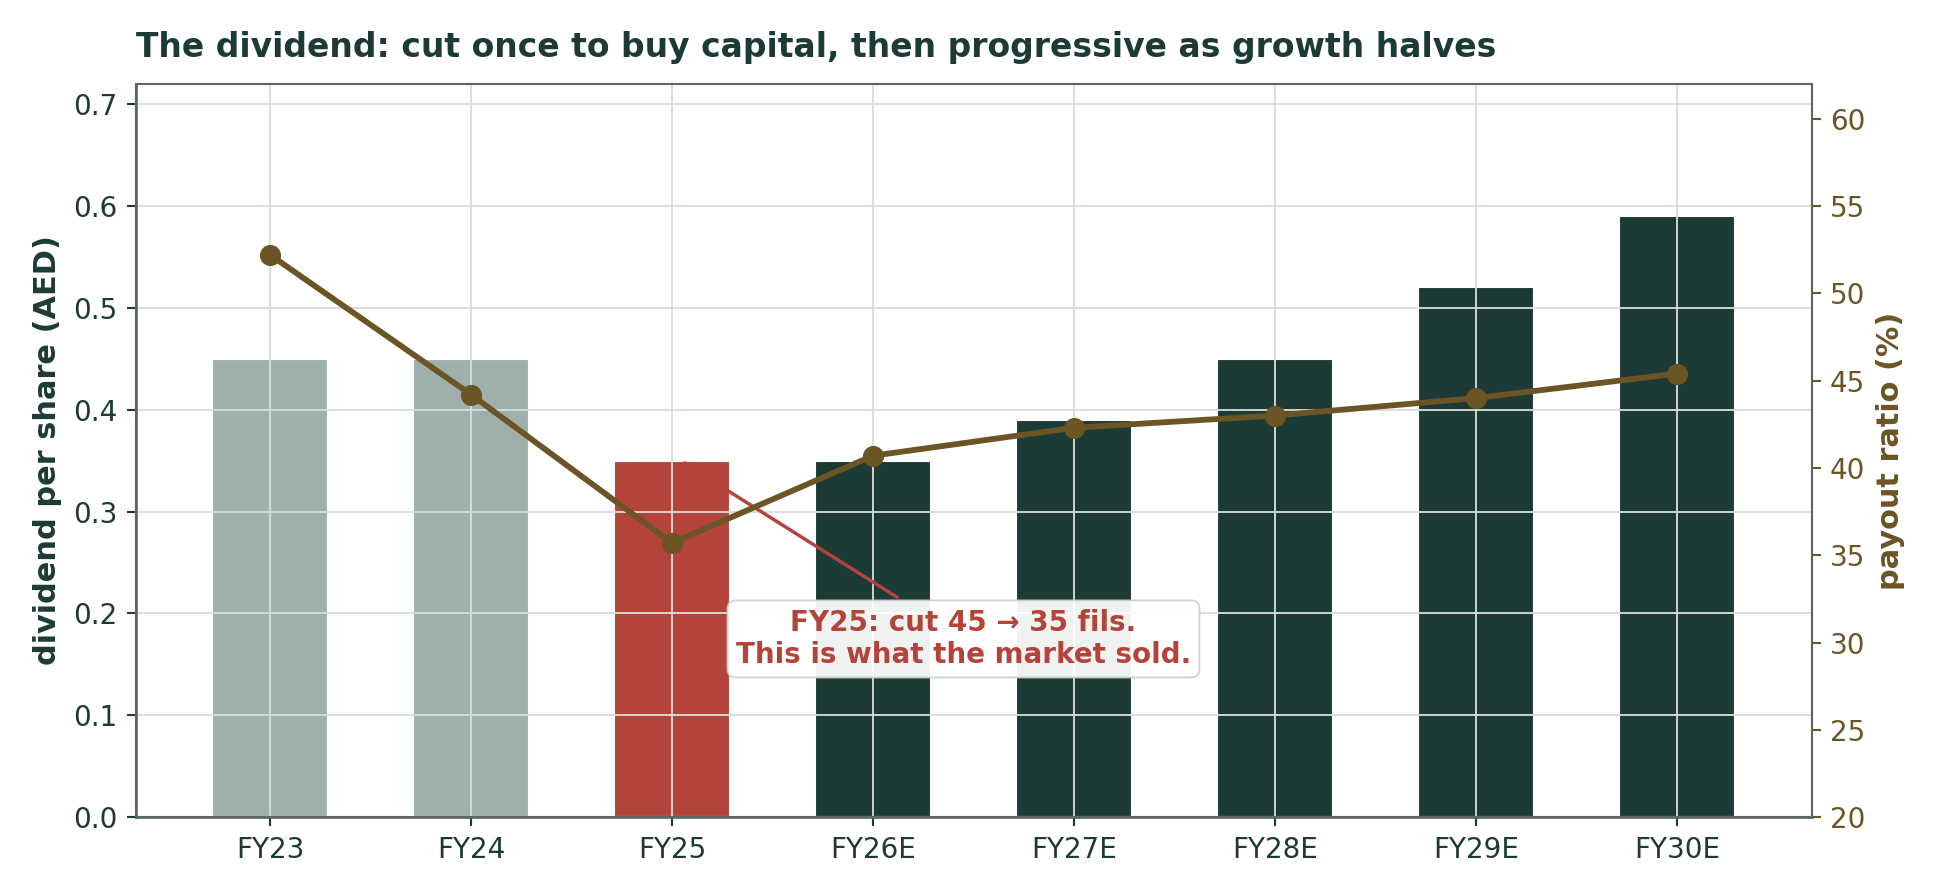 The dividend: cut once to buy capital, then progressive as growth halves
dividend per share (AED)
0.7
0.6
0.5
0.4
0.3
0.2
0.1
0.0
FY25: cut 45 → 35 fils.
This is what the market sold.
60
55
50
45
40
35
30
25
20
payout ratio (%)
FY23 FY24 FY25 FY26E FY27E FY28E FY29E FY30E